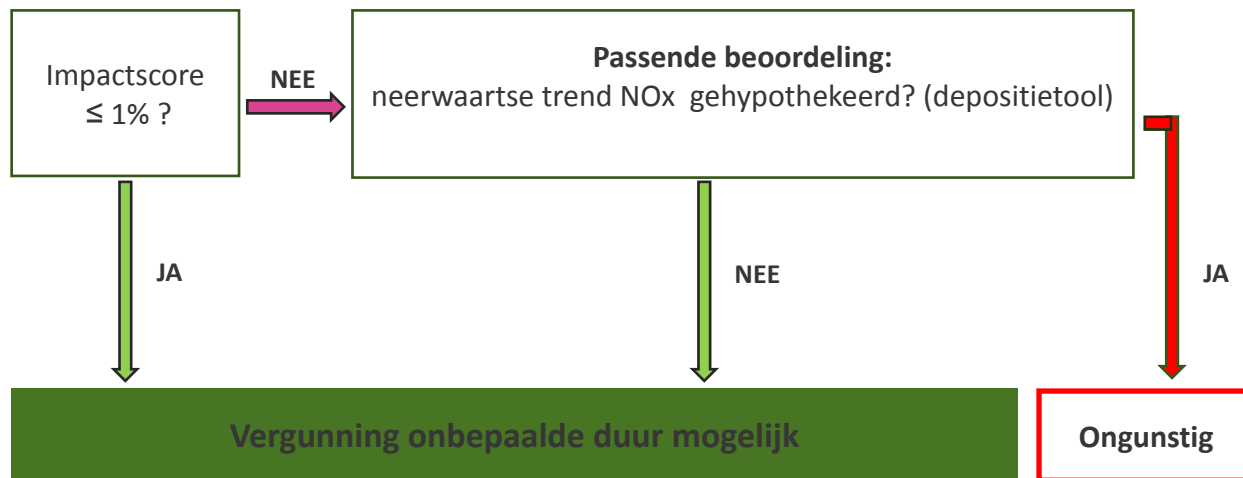 Impactscore
≤ 1% ?
NEE
Passende beoordeling:
neerwaartse trend NOx gehypothekeerd? (depositietool)
JA
NEE
JA
Vergunning onbepaalde duur mogelijk
Ongunstig